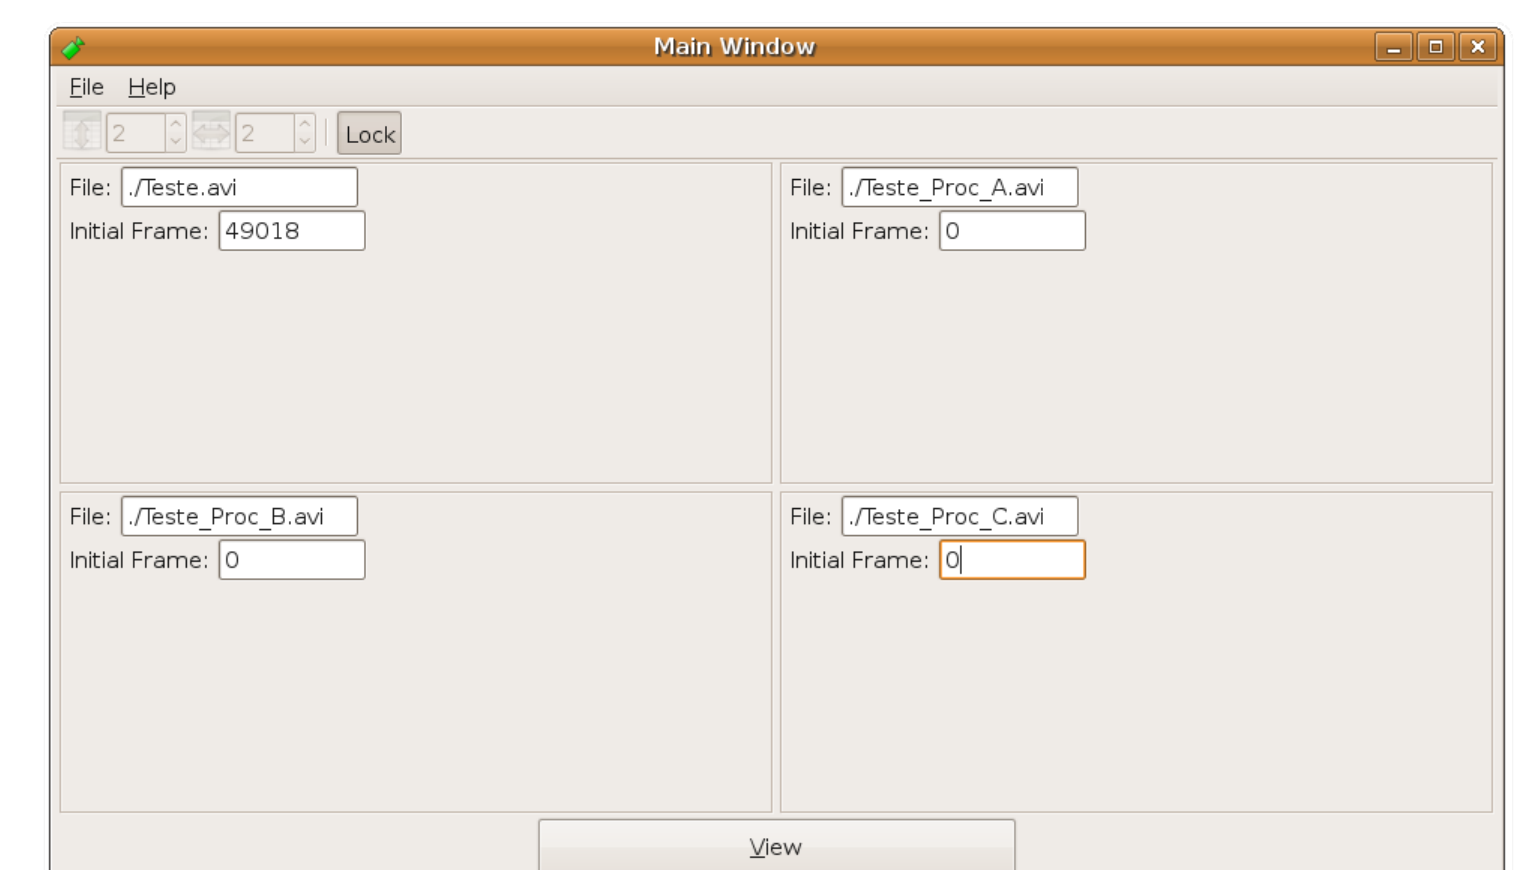 Main Window
File Help
2 2 Lock
File: ./Teste.avi
Initial Frame: 49018
File: ./Teste_Proc_A.avi
Initial Frame: 0
File: ./Teste_Proc_B.avi
Initial Frame: 0
File: ./Teste_Proc_C.avi
Initial Frame: 0
View